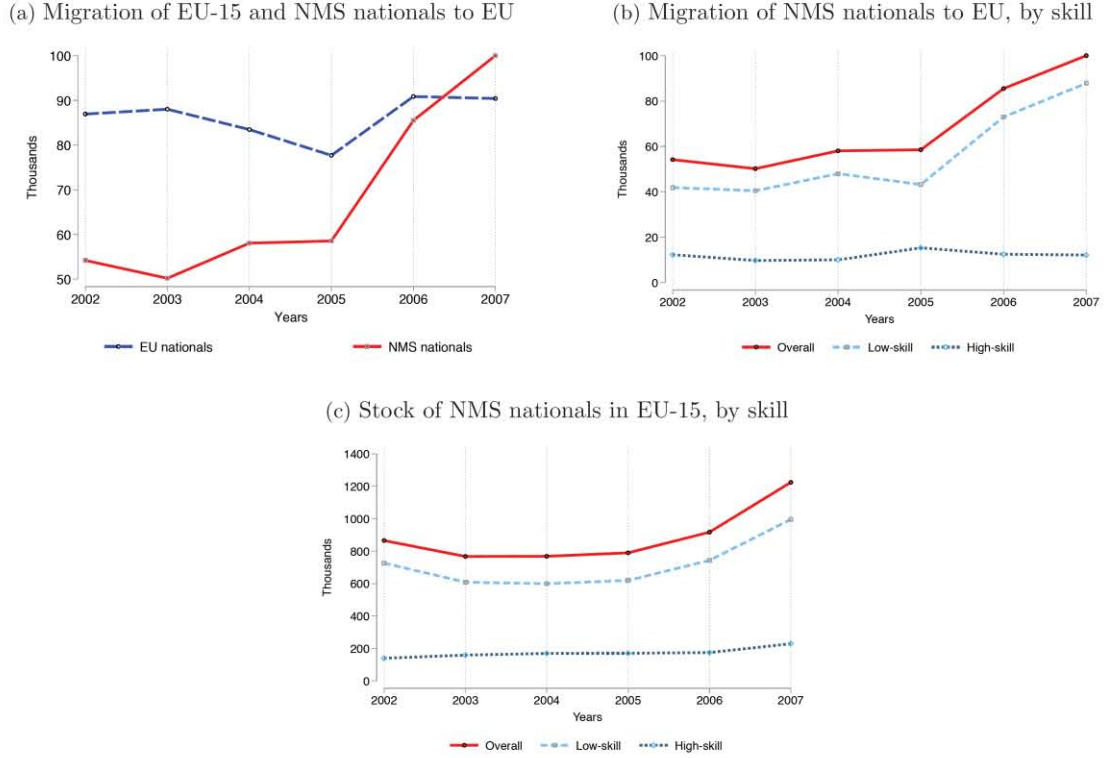 (a) Migration of EU-15 and NMS nationals to EU
100
90
80
70
60
50
Thousands
2002 2003 2004 2005 2006 2007
Years
EU nationals NMS nationals
(b) Migration of NMS nationals to EU, by skill
100
80
60
40
20
0
Thousands
2002 2003 2004 2005 2006 2007
Years
Overall Low-skill High-skill
(c) Stock of NMS nationals in EU-15, by skill
1400
1200
1000
800
600
400
200
0
Thousands
2002 2003 2004 2005 2006 2007
Years
Overall Low-skill High-skill